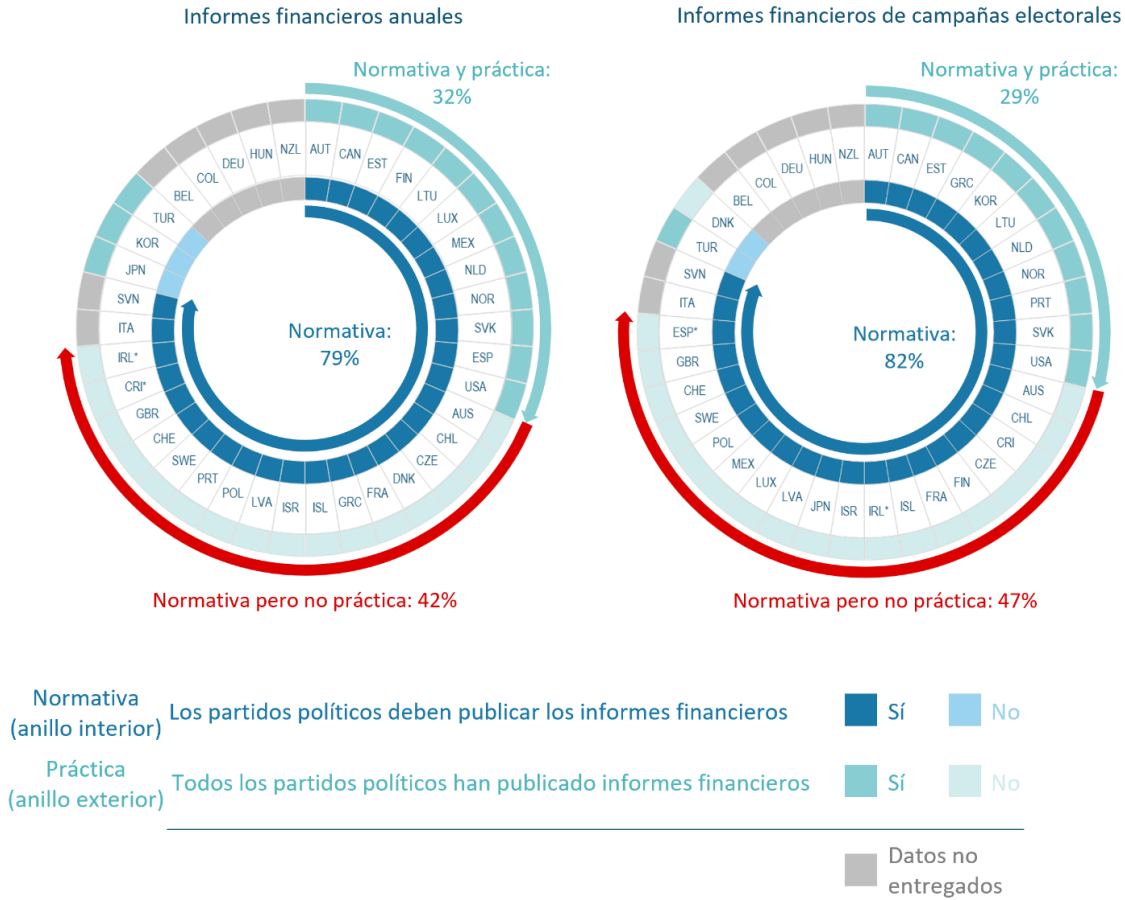 Informes financieros anuales
Normativa y práctica:
32%
AUT
CAN
EST
FIN
LTU
LUX
MEX
NLD
NOR
SVK
ESP
USA
AUS
CHL
CZE
DNK
FRA
GRC
ISL
ISR
LVA
POL
PRT
SWE
CHE
GBR
CRI*
IRL*
ITA
SVN
JPN
KOR
TUR
BEL
COL
DEU
HUN
NZL
Normativa:
79%
Normativa pero no práctica: 42%
Informes financieros de campañas electorales
Normativa y práctica:
29%
AUT
CAN
EST
GRC
KOR
LTU
NLD
NOR
PRT
SVK
USA
AUS
CHL
CRI
CZE
FIN
FRA
ISL
IRL*
ISR
JPN
LVA
LUX
MEX
POL
SWE
CHE
GBR
ESP*
ITA
SVN
TUR
DNK
BEL
COL
DEU
HUN
NZL
Normativa:
82%
Normativa pero no práctica: 47%
Normativa
(anillo interior)
Los partidos políticos deben publicar los informes financieros
Sí
No
Práctica
(anillo exterior)
Todos los partidos políticos han publicado informes financieros
Sí
No
Datos no
entregados